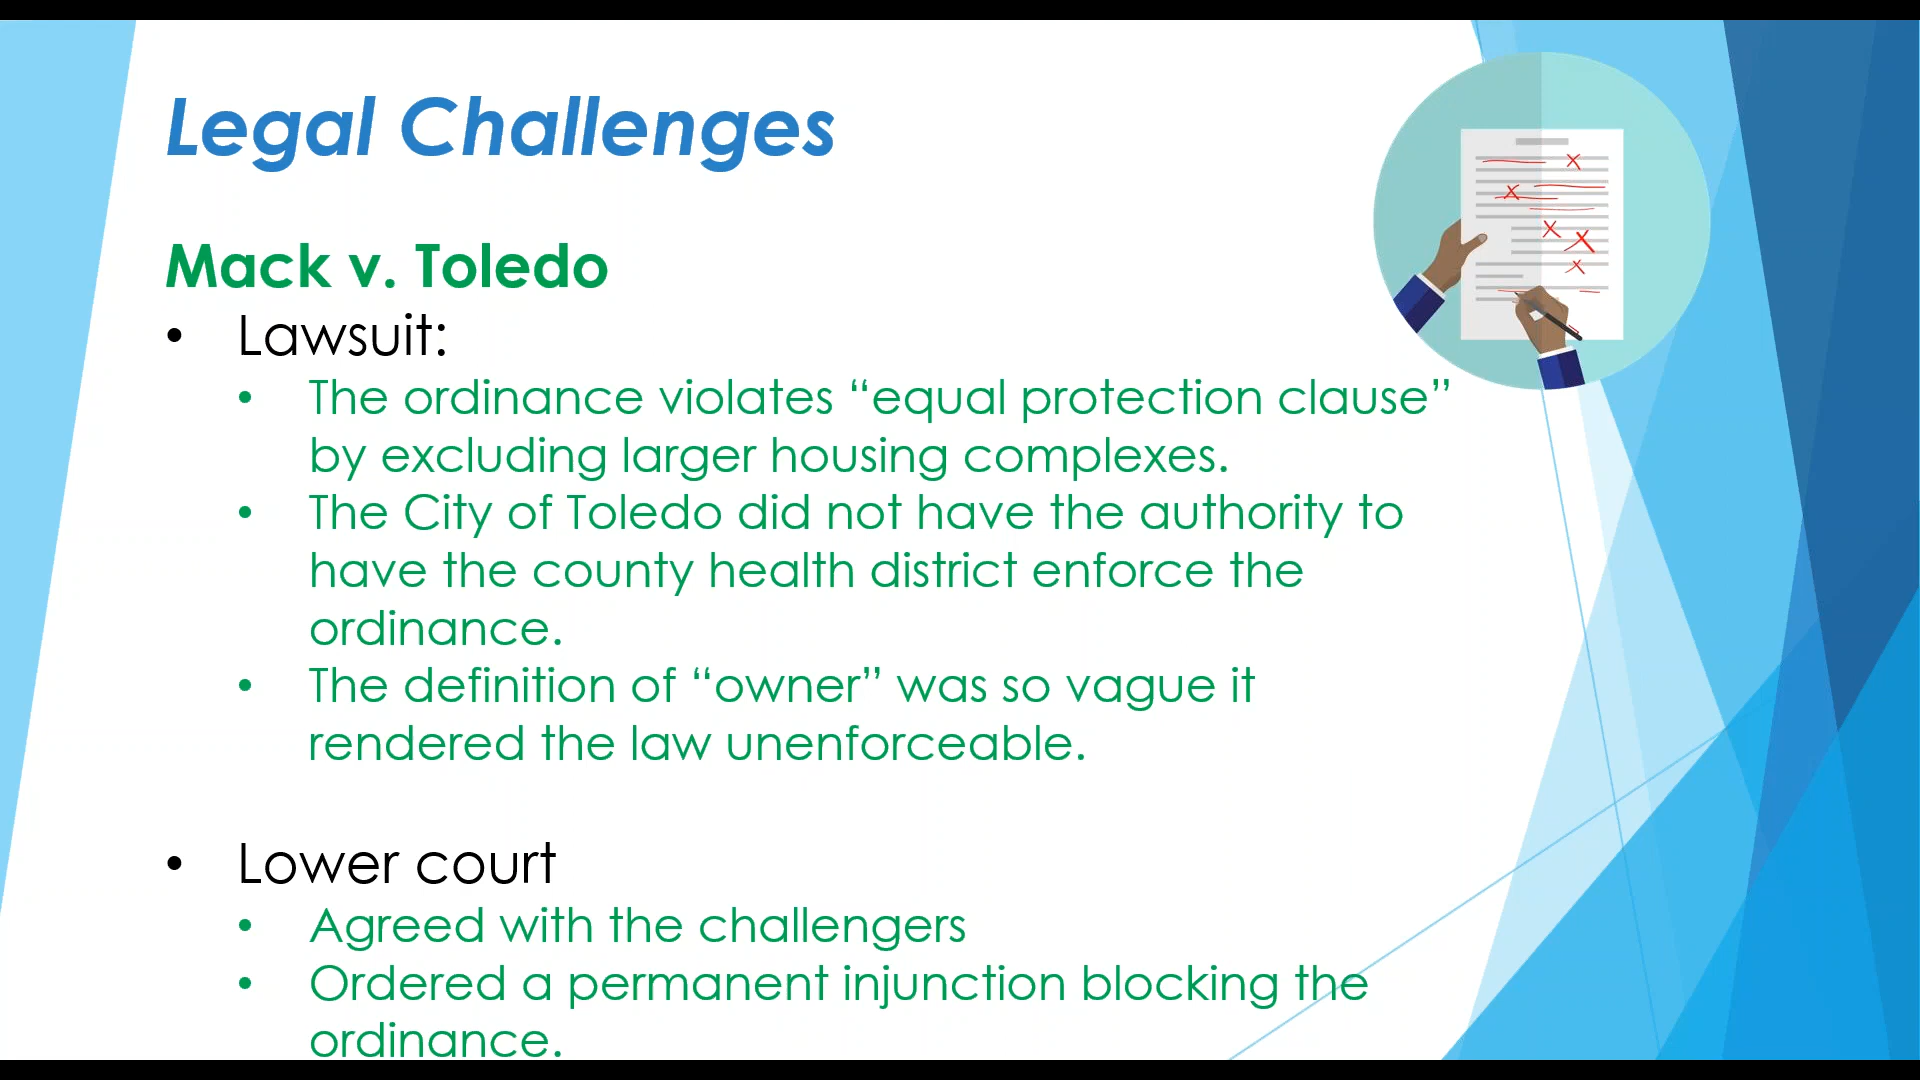 Legal Challenges
Mack v. Toledo
• Lawsuit:
• The ordinance violates “equal protection clause”
by excluding larger housing complexes.
• The City of Toledo did not have the authority to
have the county health district enforce the
ordinance.
• The definition of “owner” was so vague it
rendered the law unenforceable.
• Lower court
• Agreed with the challengers
• Ordered a permanent injunction blocking the
ordinance.